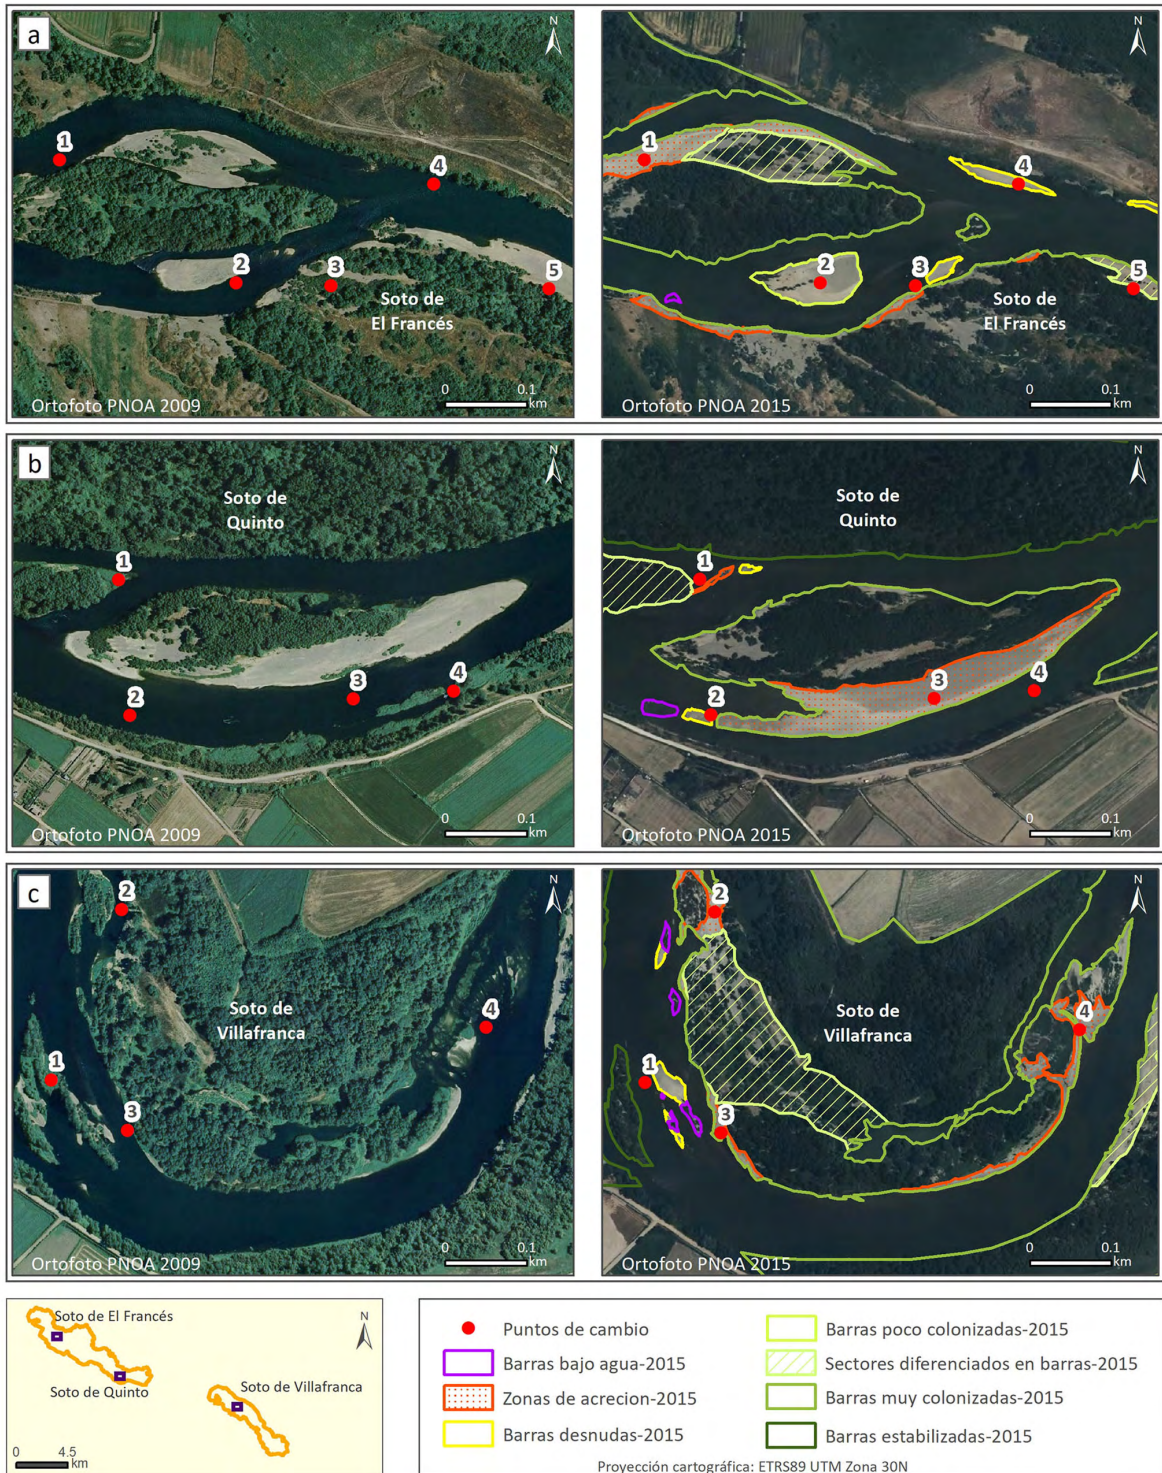 a
N
1
4
2
3
5
Soto de
El Francés
0
0.1
km
Ortofoto PNOA 2009
N
1
4
2
3
5
Soto de
El Francés
0
0.1
km
Ortofoto PNOA 2015
b
N
Soto de
Quinto
1
2
3
4
0
0.1
km
Ortofoto PNOA 2009
N
Soto de
Quinto
1
2
3
4
0
0.1
km
Ortofoto PNOA 2015
c
N
2
Soto de
Villafranca
4
1
3
0
0.1
km
Ortofoto PNOA 2009
N
2
Soto de
Villafranca
4
1
3
0
0.1
km
Ortofoto PNOA 2015
Soto de El Francés
N
Soto de Quinto
Soto de Villafranca
0
4.5
km
Puntos de cambio
Barras bajo agua-2015
Zonas de acrecion-2015
Barras desnudas-2015
Barras poco colonizadas-2015
Sectores diferenciados en barras-2015
Barras muy colonizadas-2015
Barras estabilizadas-2015
Proyección cartográfica: ETRS89 UTM Zona 30N